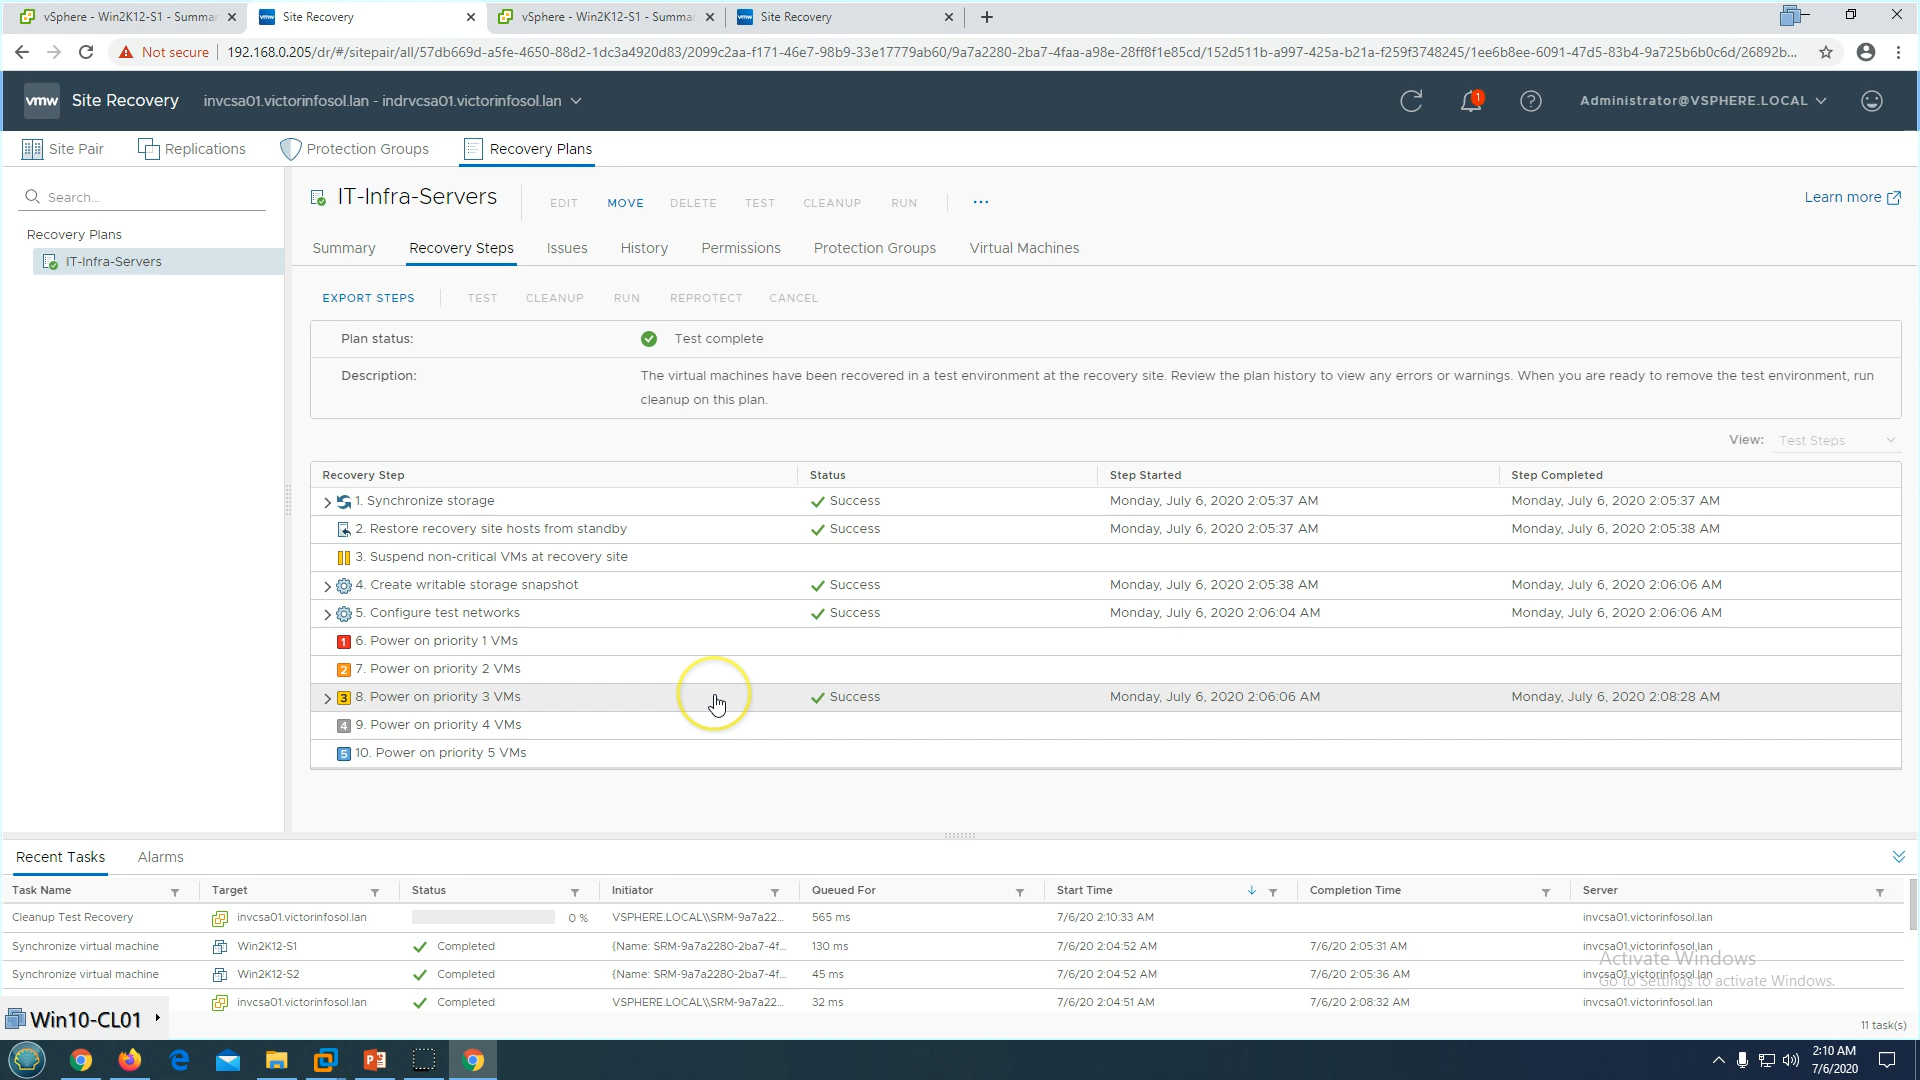 vSphere - Win2K12-S1 - Summar
Site Recovery
vSphere - Win2K12-S1 - Summar
Site Recovery
Not secure
192.168.0.205/dr/#/sitepair/all/57db669d-a5fe-4650-88d2-1dc3a4920d83/2099c2aa-f171-46e7-98b9-33e17779ab60/9a7a2280-2ba7-4faa-a98e-28ff8f1e85cd/152d511b-a997-425a-b21a-f259f3748245/1ee6b8ee-6091-47d5-83b4-9a725b6b0c6d/26892b...
vmw Site Recovery invcsa01.victorinfosol.lan - indrvcsa01.victorinfosol.lan
1
Administrator@VSPHERE.LOCAL
Site Pair Replications Protection Groups Recovery Plans
Search...
Recovery Plans
IT-Infra-Servers
IT-Infra-Servers EDIT MOVE DELETE TEST CLEANUP RUN ...
Learn more
Summary Recovery Steps Issues History Permissions Protection Groups Virtual Machines
EXPORT STEPS TEST CLEANUP RUN REPROTECT CANCEL
Plan status: Test complete
Description: The virtual machines have been recovered in a test environment at the recovery site. Review the plan history to view any errors or warnings. When you are ready to remove the test environment, run
cleanup on this plan.
View: Test Steps
Recovery Step Status Step Started Step Completed
1. Synchronize storage Success Monday, July 6, 2020 2:05:37 AM Monday, July 6, 2020 2:05:37 AM
2. Restore recovery site hosts from standby Success Monday, July 6, 2020 2:05:37 AM Monday, July 6, 2020 2:05:38 AM
3. Suspend non-critical VMs at recovery site
4. Create writable storage snapshot Success Monday, July 6, 2020 2:05:38 AM Monday, July 6, 2020 2:06:06 AM
5. Configure test networks Success Monday, July 6, 2020 2:06:04 AM Monday, July 6, 2020 2:06:06 AM
1 6. Power on priority 1 VMs
2 7. Power on priority 2 VMs
3 8. Power on priority 3 VMs Success Monday, July 6, 2020 2:06:06 AM Monday, July 6, 2020 2:08:28 AM
4 9. Power on priority 4 VMs
5 10. Power on priority 5 VMs
Recent Tasks Alarms
Task Name Target Status Initiator Queued For Start Time Completion Time Server
Cleanup Test Recovery invcsa01.victorinfosol.lan 0 % VSPHERE.LOCAL\\SRM-9a7a22... 565 ms 7/6/20 2:10:33 AM invcsa01.victorinfosol.lan
Synchronize virtual machine Win2K12-S1 Completed {Name: SRM-9a7a2280-2ba7-4f... 130 ms 7/6/20 2:04:52 AM 7/6/20 2:05:31 AM invcsa01.victorinfosol.lan
Synchronize virtual machine Win2K12-S2 Completed {Name: SRM-9a7a2280-2ba7-4f... 45 ms 7/6/20 2:04:52 AM 7/6/20 2:05:36 AM invcsa01.victorinfosol.lan
invcsa01.victorinfosol.lan Completed VSPHERE.LOCAL\\SRM-9a7a22... 32 ms 7/6/20 2:04:51 AM 7/6/20 2:08:32 AM invcsa01.victorinfosol.lan
Activate Windows
Go to Settings to activate Windows.
11 task(s)
Win10-CL01
2:10 AM
7/6/2020